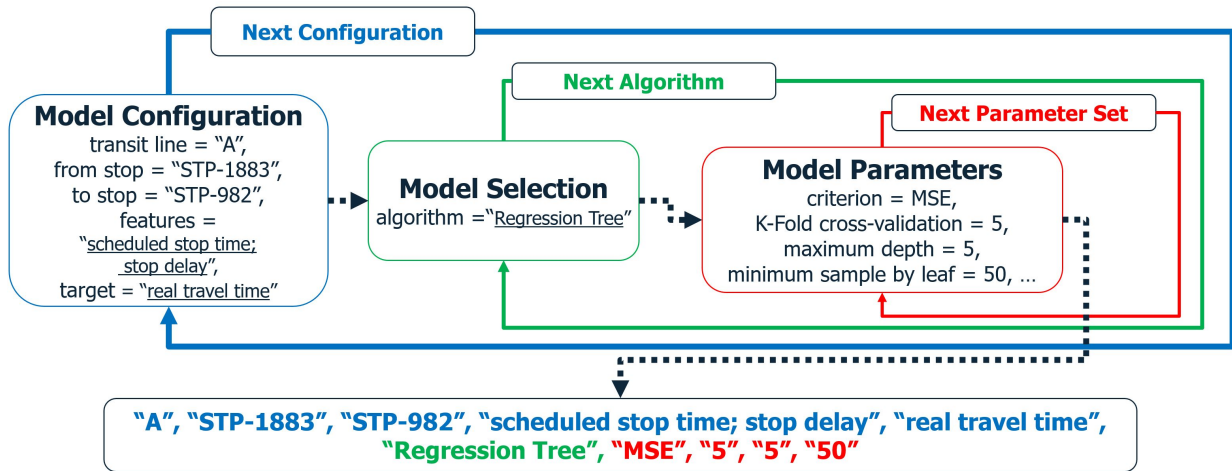 Next Configuration
Next Algorithm
Next Parameter Set
Model Configuration
transit line = “A”,
from stop = “STP-1883”,
to stop = “STP-982”,
features =
“scheduled stop time;
stop delay”,
target = “real travel time”
Model Selection
algorithm =“Regression Tree”
Model Parameters
criterion = MSE,
K-Fold cross-validation = 5,
maximum depth = 5,
minimum sample by leaf = 50, ...
“A”, “STP-1883”, “STP-982”, “scheduled stop time; stop delay”, “real travel time”,
“Regression Tree”, “MSE”, “5”, “5”, “50”